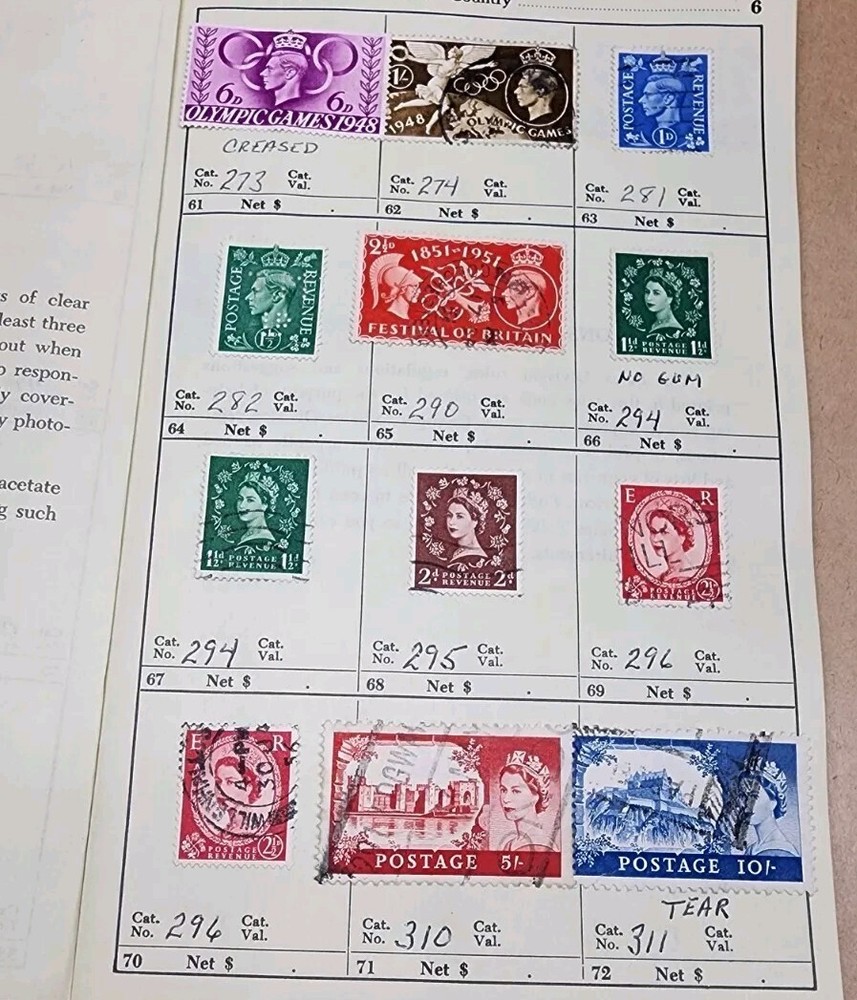 country
6
s of clear
least three
out when
respon-
y cover-
y photo-
acetate
g such
6D 6D
OLYMPIC GAMES 1948
1/-
1948
OLYMPIC GAMES
POSTAGE REVENUE
1D
CREASED
Cat. No. 273 Cat. Val.
61 Net $ .
Cat. No. 274 Cat. Val.
62 Net $ .
Cat. No. 281 Cat. Val.
63 Net $ .
POSTAGE REVENUE
1½D
2½D
1851-1951
FESTIVAL OF BRITAIN
1½d POSTAGE REVENUE 1½d
NO GUM
Cat. No. 282 Cat. Val.
64 Net $ .
Cat. No. 290 Cat. Val.
65 Net $ .
Cat. No. 294 Cat. Val.
66 Net $ .
1½d POSTAGE REVENUE 1½d
2d POSTAGE REVENUE 2d
E R
POSTAGE REVENUE 2½D
Cat. No. 294 Cat. Val.
67 Net $ .
Cat. No. 295 Cat. Val.
68 Net $ .
Cat. No. 296 Cat. Val.
69 Net $ .
E R
POSTAGE REVENUE 2½D
POSTAGE 5/-
POSTAGE 10/-
TEAR
Cat. No. 296 Cat. Val.
70 Net $ .
Cat. No. 310 Cat. Val.
71 Net $ .
Cat. No. 311 Cat. Val.
72 Net $ .